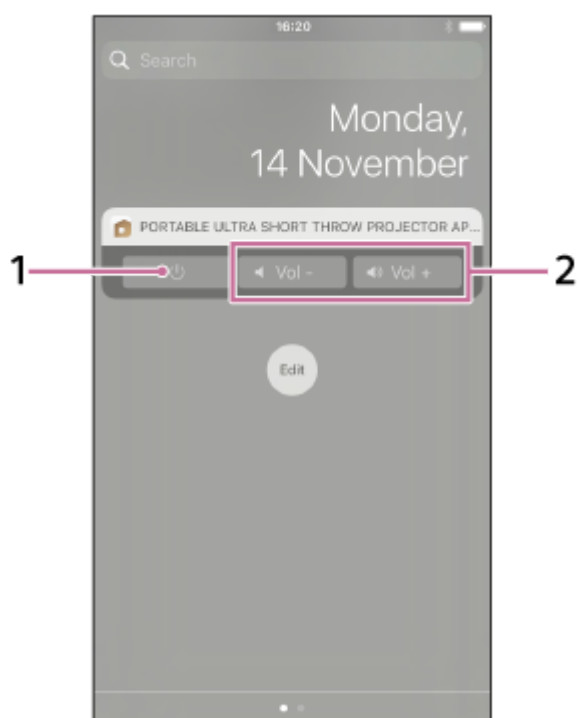 16:20
Search
Monday,
14 November
PORTABLE ULTRA SHORT THROW PROJECTOR AP...
1
Vol -
Vol +
2
Edit